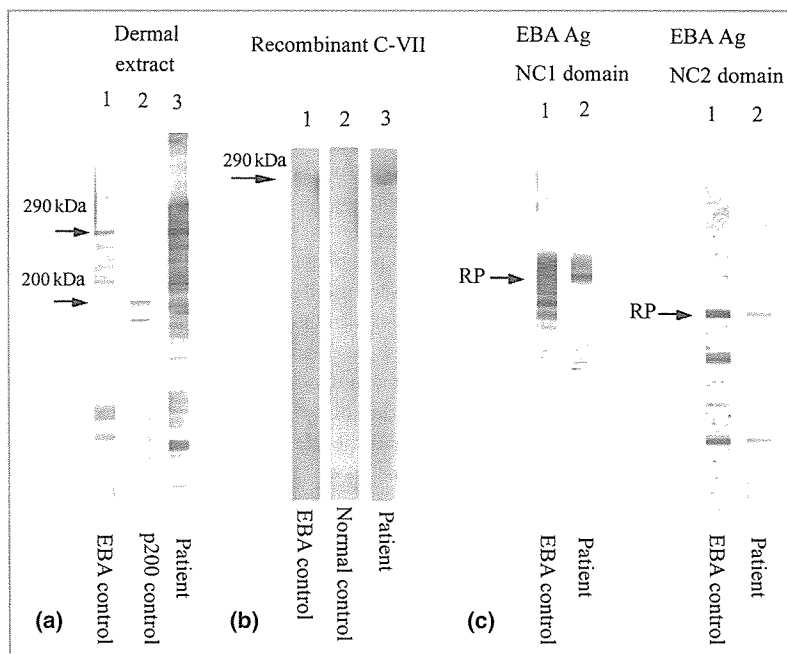 Dermal
extract
1 2 3
290 kDa
200 kDa
EBA control
p200 control
Patient
(a)
Recombinant C-VII
1 2 3
290 kDa
EBA control
Normal control
Patient
(b)
EBA Ag
NC1 domain
1 2
RP
EBA control
Patient
(c)
EBA Ag
NC2 domain
1 2
RP
EBA control
Patient